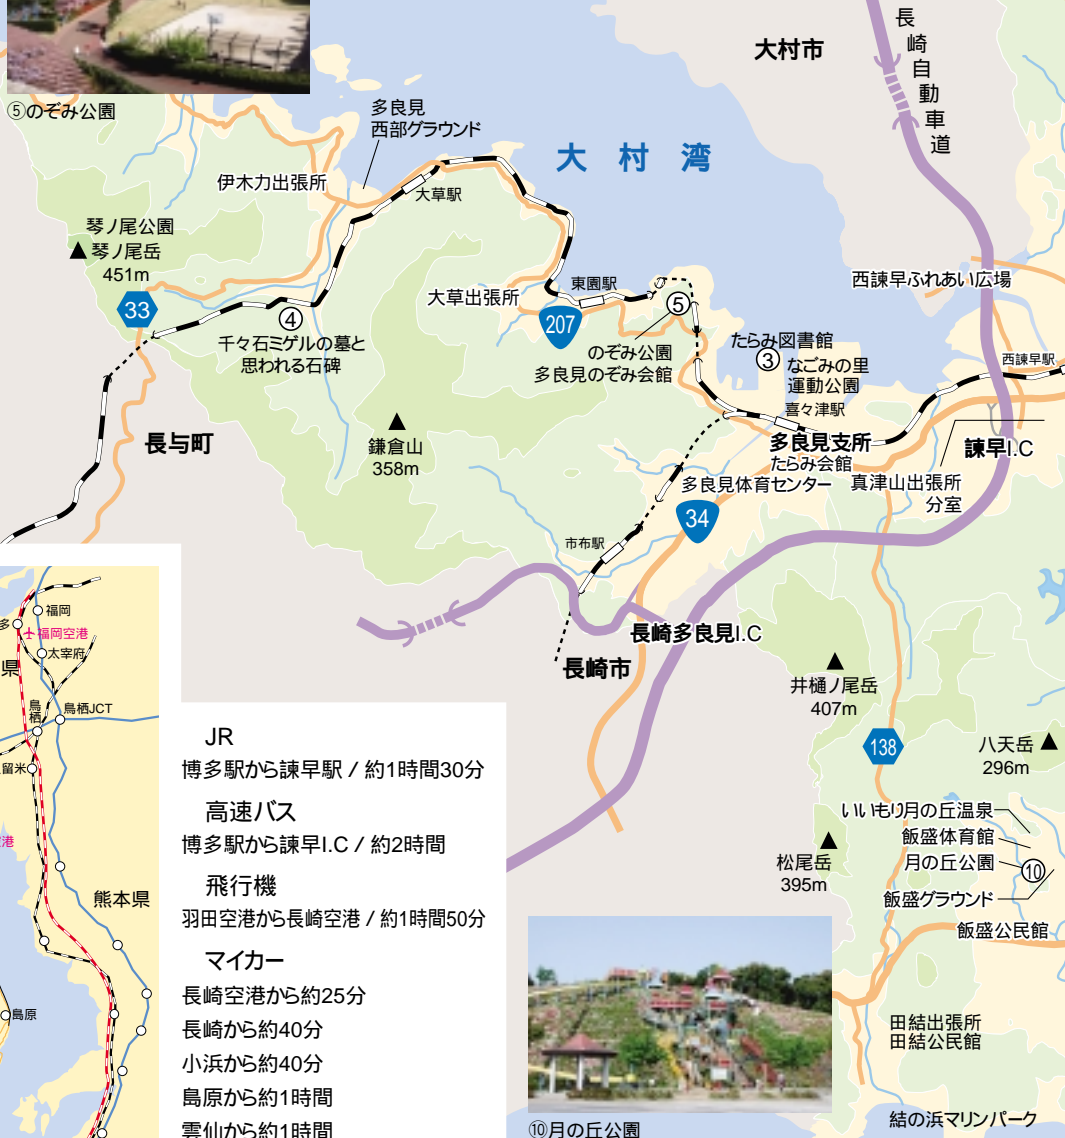 大村市
長崎自動車道
⑤のぞみ公園
多良見
西部グラウンド
大村湾
伊木力出張所
大草駅
琴ノ尾公園
▲琴ノ尾岳
451m
33
④
千々石ミゲルの墓と
思われる石碑
大草出張所
東園駅
207
⑤
のぞみ公園
多良見のぞみ会館
西諫早ふれあい広場
たらみ図書館
③
なごみの里
運動公園
西諫早駅
喜々津駅
▲
鎌倉山
358m
長与町
多良見支所
たらみ会館
多良見体育センター
諫早I.C
真津山出張所
分室
34
市布駅
長崎多良見I.C
長崎市
▲
井樋ノ尾岳
407m
138
八天岳▲
296m
いいもり月の丘温泉
飯盛体育館
月の丘公園
⑩
飯盛グラウンド
飯盛公民館
▲
松尾岳
395m
田結出張所
田結公民館
結の浜マリンパーク
⑩月の丘公園
福岡
多
福岡空港
太宰府
県
鳥栖
鳥栖JCT
留米
港
熊本県
島原
JR
博多駅から諫早駅 / 約1時間30分
高速バス
博多駅から諫早I.C / 約2時間
飛行機
羽田空港から長崎空港 / 約1時間50分
マイカー
長崎空港から約25分
長崎から約40分
小浜から約40分
島原から約1時間
雲仙から約1時間